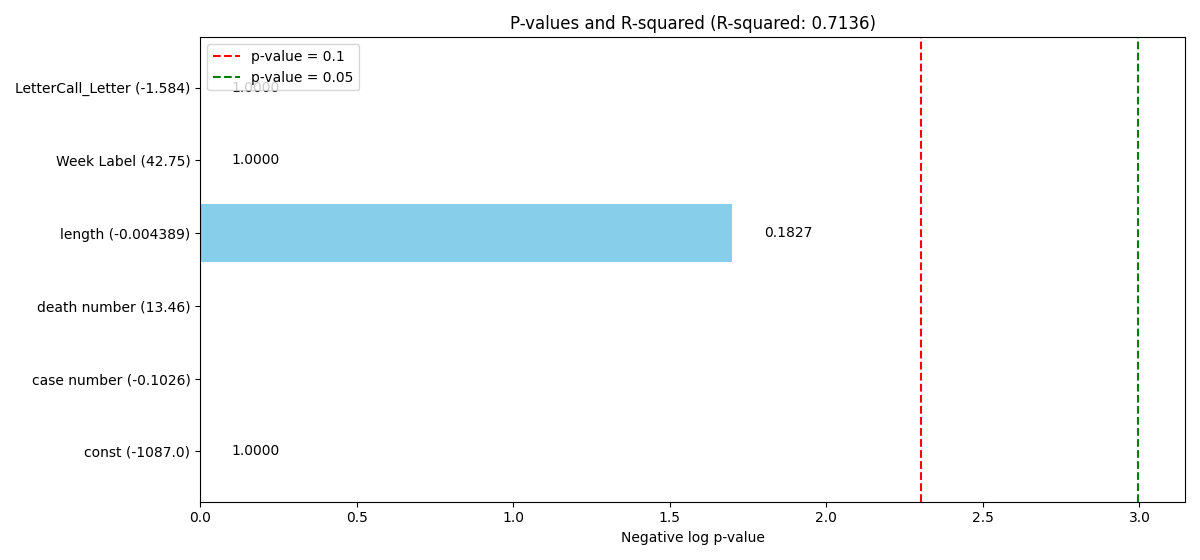 P-values and R-squared (R-squared: 0.7136)
p-value = 0.1
p-value = 0.05
LetterCall_Letter (-1.584)
1.0000
Week Label (42.75)
1.0000
length (-0.004389)
0.1827
death number (13.46)
case number (-0.1026)
const (-1087.0)
1.0000
0.0 0.5 1.0 1.5 2.0 2.5 3.0
Negative log p-value